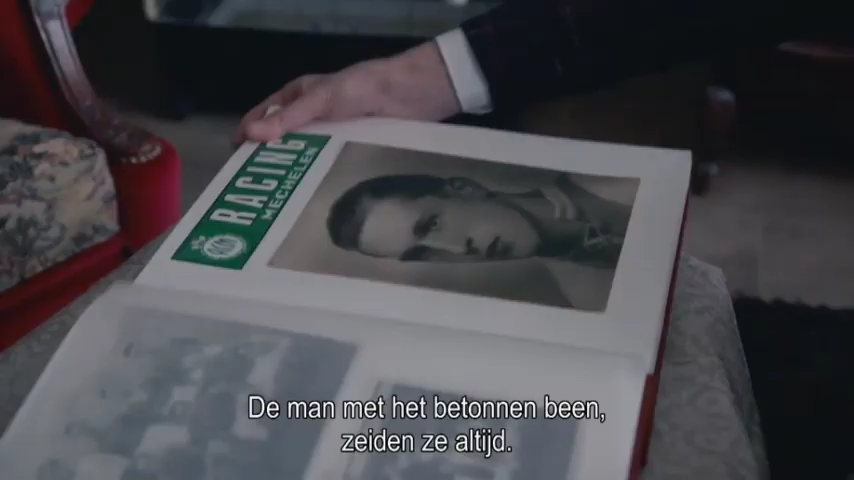 RACING
MECHELEN
De man met het betonnen been,
zeiden ze altijd.